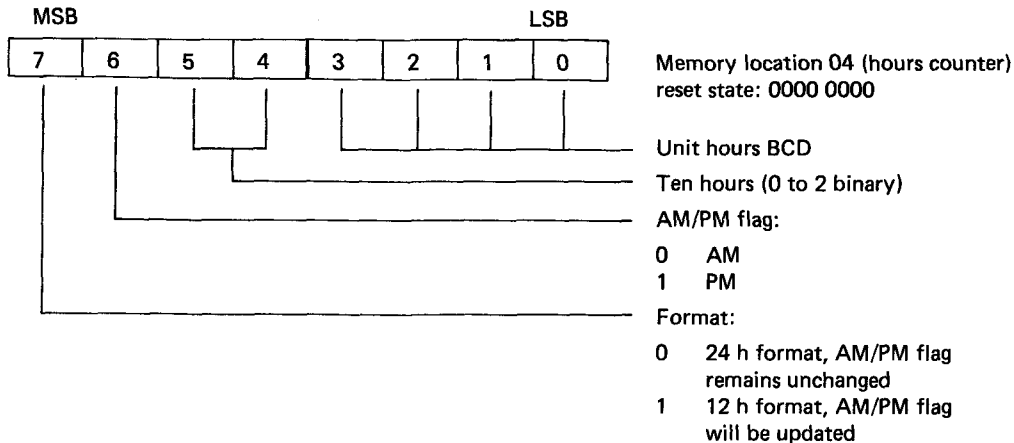 MSB LSB
7 6 5 4 3 2 1 0
Memory location 04 (hours counter)
reset state: 0000 0000
Unit hours BCD
Ten hours (0 to 2 binary)
AM/PM flag:
0 AM
1 PM
Format:
0 24 h format, AM/PM flag
remains unchanged
1 12 h format, AM/PM flag
will be updated